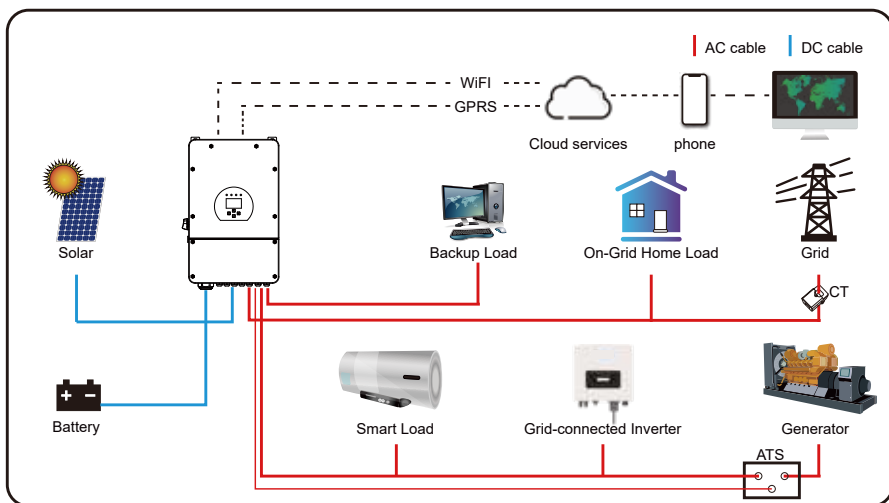 AC cable
DC cable
WiFI
GPRS
Cloud services
phone
Solar
Backup Load
On-Grid Home Load
Grid
CT
Battery
Smart Load
Grid-connected Inverter
Generator
ATS